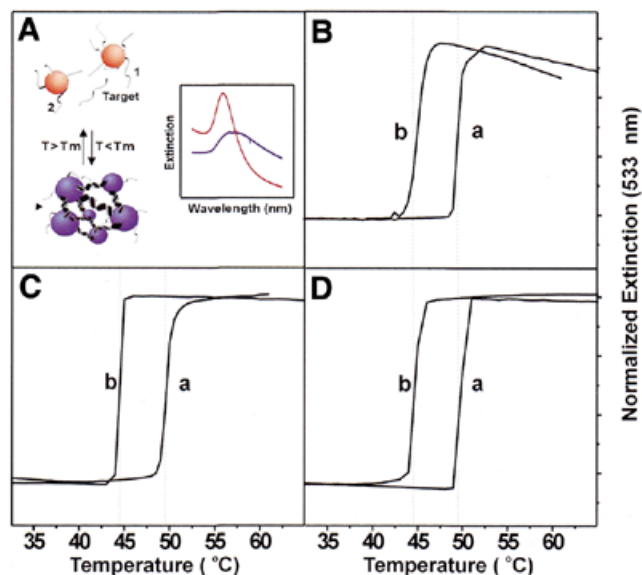 A
1
2
Target
T>Tm
T<Tm
Extinction
Wavelength (nm)
B
b
a
C
b
a
D
b
a
Normalized Extinction (533 nm)
35 40 45 50 55 60
35 40 45 50 55 60
Temperature ( °C)
Temperature ( °C)